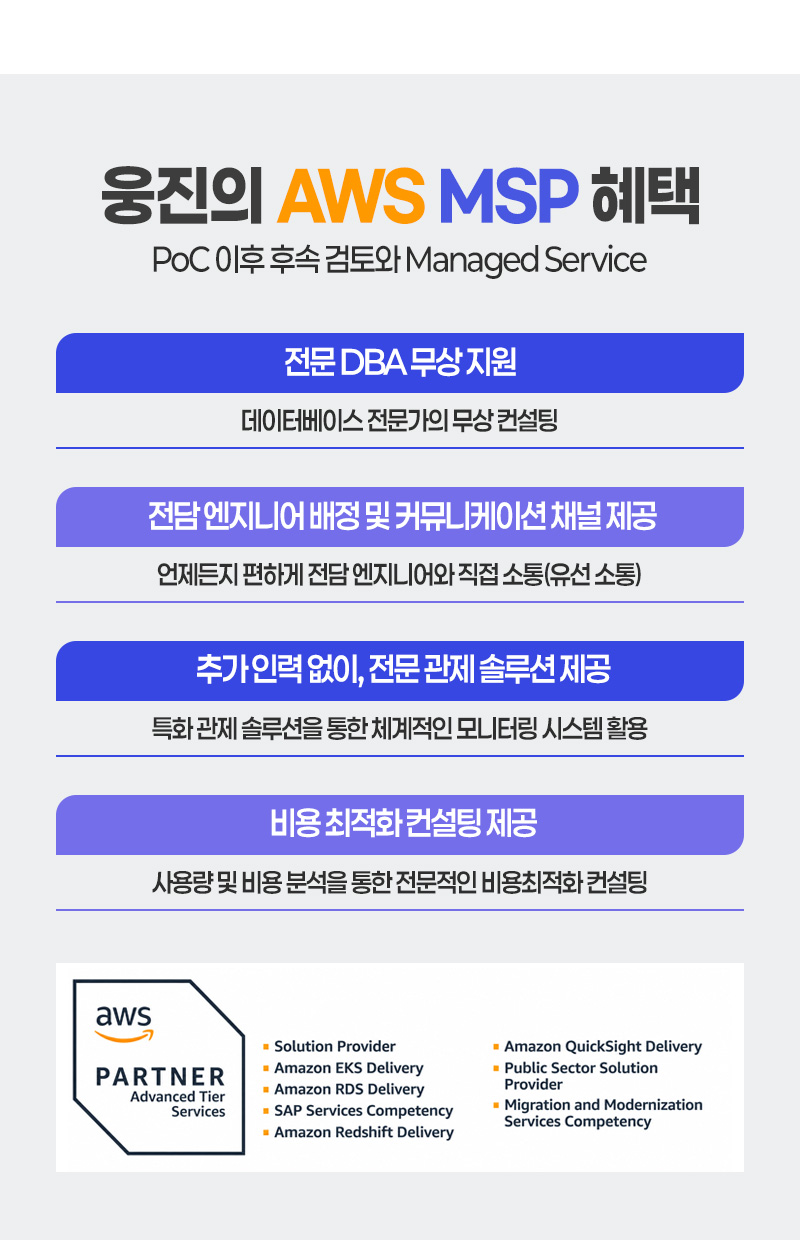 웅진의 AWS MSP 혜택
PoC 이후 후속 검토와 Managed Service
전문 DBA 무상 지원
데이터베이스 전문가의 무상 컨설팅
전담 엔지니어 배정 및 커뮤니케이션 채널 제공
언제든지 편하게 전담 엔지니어와 직접 소통(유선 소통)
추가 인력 없이, 전문 관제 솔루션 제공
특화 관제 솔루션을 통한 체계적인 모니터링 시스템 활용
비용 최적화 컨설팅 제공
사용량 및 비용 분석을 통한 전문적인 비용최적화 컨설팅
aws
PARTNER
Advanced Tier
Services
Solution Provider
Amazon EKS Delivery
Amazon RDS Delivery
SAP Services Competency
Amazon Redshift Delivery
Amazon QuickSight Delivery
Public Sector Solution
Provider
Migration and Modernization
Services Competency